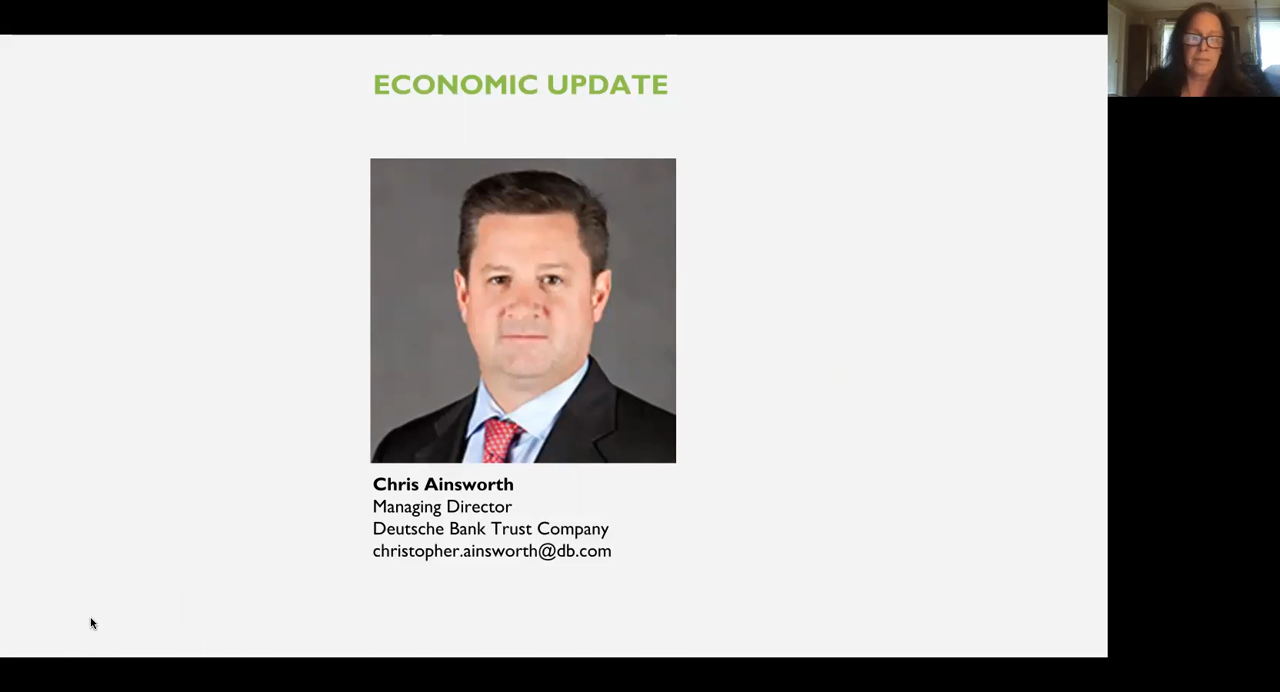 ECONOMIC UPDATE
Chris Ainsworth
Managing Director
Deutsche Bank Trust Company
christopher.ainsworth@db.com